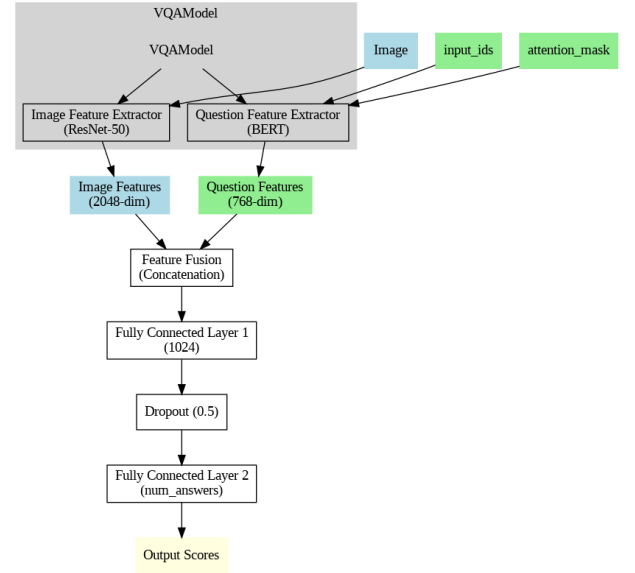 VQAModel
VQAModel
Image
input_ids
attention_mask
Image Feature Extractor
(ResNet-50)
Question Feature Extractor
(BERT)
Image Features
(2048-dim)
Question Features
(768-dim)
Feature Fusion
(Concatenation)
Fully Connected Layer 1
(1024)
Dropout (0.5)
Fully Connected Layer 2
(num_answers)
Output Scores